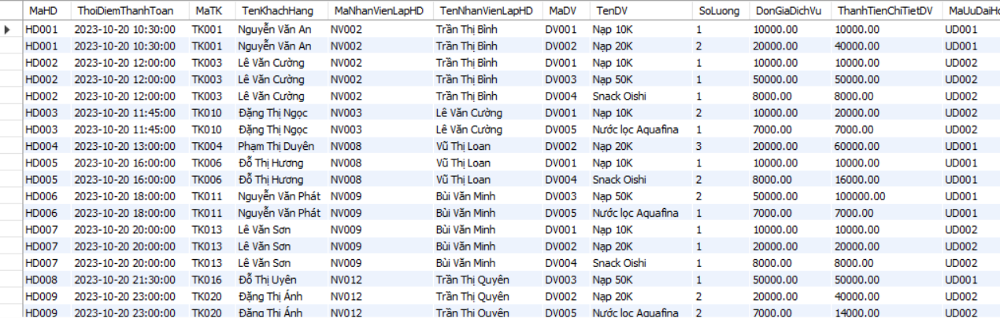 MaHD ThoiDiemThanhToan MaTK TenKhachHang MaNhanVienLapHD TenNhanVienLapHD MaDV TenDV SoLuong DonGiaDichVu ThanhTienChiTietDV MaUuDaiHo
HD001 2023-10-20 10:30:00 TK001 Nguyễn Văn An NV002 Trần Thị Bình DV001 Nạp 10K 1 10000.00 10000.00 UD001
HD001 2023-10-20 10:30:00 TK001 Nguyễn Văn An NV002 Trần Thị Bình DV002 Nạp 20K 2 20000.00 40000.00 UD001
HD002 2023-10-20 12:00:00 TK003 Lê Văn Cường NV002 Trần Thị Bình DV001 Nạp 10K 1 10000.00 10000.00 UD002
HD002 2023-10-20 12:00:00 TK003 Lê Văn Cường NV002 Trần Thị Bình DV003 Nạp 50K 1 50000.00 50000.00 UD002
HD002 2023-10-20 12:00:00 TK003 Lê Văn Cường NV002 Trần Thị Bình DV004 Snack Oishi 1 8000.00 8000.00 UD002
HD003 2023-10-20 11:45:00 TK010 Đặng Thị Ngọc NV003 Lê Văn Cường DV001 Nạp 10K 2 10000.00 20000.00 UD002
HD003 2023-10-20 11:45:00 TK010 Đặng Thị Ngọc NV003 Lê Văn Cường DV005 Nước lọc Aquafina 1 7000.00 7000.00 UD002
HD004 2023-10-20 13:00:00 TK004 Phạm Thị Duyên NV008 Vũ Thị Loan DV002 Nạp 20K 3 20000.00 60000.00 UD001
HD005 2023-10-20 16:00:00 TK006 Đỗ Thị Hương NV008 Vũ Thị Loan DV001 Nạp 10K 1 10000.00 10000.00 UD001
HD005 2023-10-20 16:00:00 TK006 Đỗ Thị Hương NV008 Vũ Thị Loan DV004 Snack Oishi 2 8000.00 16000.00 UD001
HD006 2023-10-20 18:00:00 TK011 Nguyễn Văn Phát NV009 Bùi Văn Minh DV003 Nạp 50K 2 50000.00 100000.00 UD001
HD006 2023-10-20 18:00:00 TK011 Nguyễn Văn Phát NV009 Bùi Văn Minh DV005 Nước lọc Aquafina 1 7000.00 7000.00 UD001
HD007 2023-10-20 20:00:00 TK013 Lê Văn Sơn NV009 Bùi Văn Minh DV001 Nạp 10K 1 10000.00 10000.00 UD002
HD007 2023-10-20 20:00:00 TK013 Lê Văn Sơn NV009 Bùi Văn Minh DV002 Nạp 20K 1 20000.00 20000.00 UD002
HD007 2023-10-20 20:00:00 TK013 Lê Văn Sơn NV009 Bùi Văn Minh DV004 Snack Oishi 1 8000.00 8000.00 UD002
HD008 2023-10-20 21:30:00 TK016 Đỗ Thị Uyên NV012 Trần Thị Quyên DV003 Nạp 50K 1 50000.00 50000.00 UD001
HD009 2023-10-20 23:00:00 TK020 Đặng Thị Ánh NV012 Trần Thị Quyên DV002 Nạp 20K 2 20000.00 40000.00 UD002
HD009 2023-10-20 23:00:00 TK020 Đặng Thị Ánh NV012 Trần Thị Quyên DV005 Nước lọc Aquafina 2 7000.00 14000.00 UD002